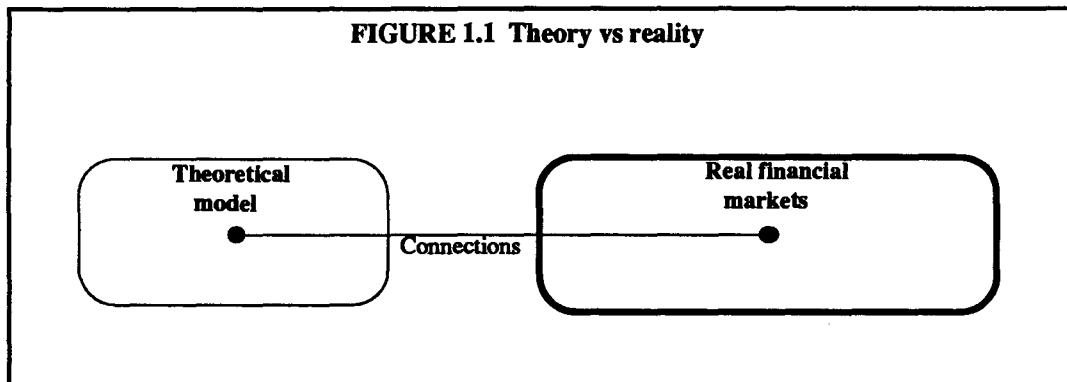 FIGURE 1.1 Theory vs reality
Theoretical
model
Real financial
markets
Connections